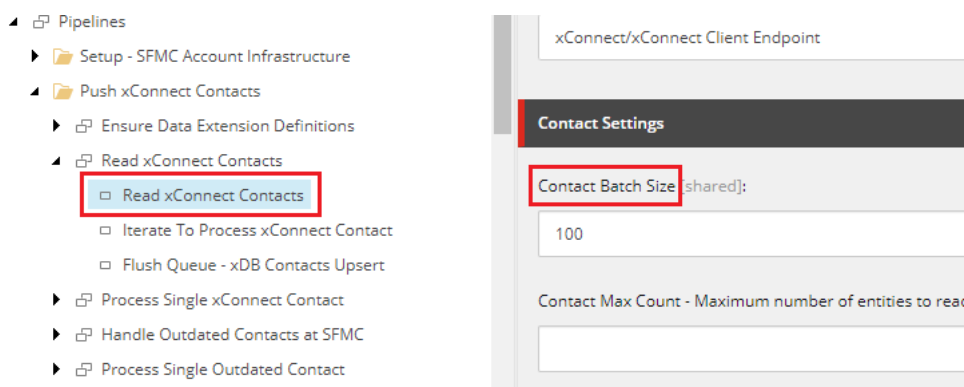 Pipelines
Setup - SFMC Account Infrastructure
Push xConnect Contacts
Ensure Data Extension Definitions
Read xConnect Contacts
Read xConnect Contacts
Iterate To Process xConnect Contact
Flush Queue - xDB Contacts Upsert
Process Single xConnect Contact
Handle Outdated Contacts at SFMC
Process Single Outdated Contact
xConnect/xConnect Client Endpoint
Contact Settings
Contact Batch Size [shared]:
100
Contact Max Count - Maximum number of entities to read